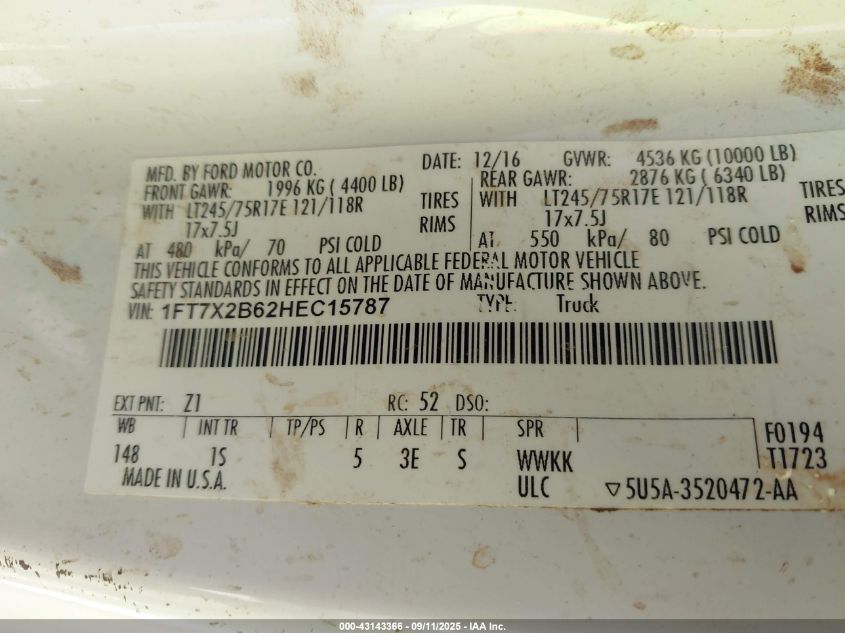 MFD. BY FORD MOTOR CO. DATE: 12/16 GVWR: 4536 KG (10000 LB)
FRONT GAWR: 1996 KG ( 4400 LB) REAR GAWR: 2876 KG ( 6340 LB)
WITH LT245/75R17E 121/118R TIRES WITH LT245/75R17E 121/118R TIRES
17x7.5J RIMS 17x7.5J RIMS
AT 480 kPa/ 70 PSI COLD AT 550 kPa/ 80 PSI COLD
THIS VEHICLE CONFORMS TO ALL APPLICABLE FEDERAL MOTOR VEHICLE
SAFETY STANDARDS IN EFFECT ON THE DATE OF MANUFACTURE SHOWN ABOVE.
VIN: 1FT7X2B62HEC15787 TYPE: Truck
EXT PNT: Z1 RC: 52 DSO:
WB INT TR TP/PS R AXLE TR SPR F0194
148 1S 5 3E S WWKK T1723
MADE IN U.S.A. ULC ▽5U5A-3520472-AA
000-43143366 - 09/11/2025 - IAA Inc.